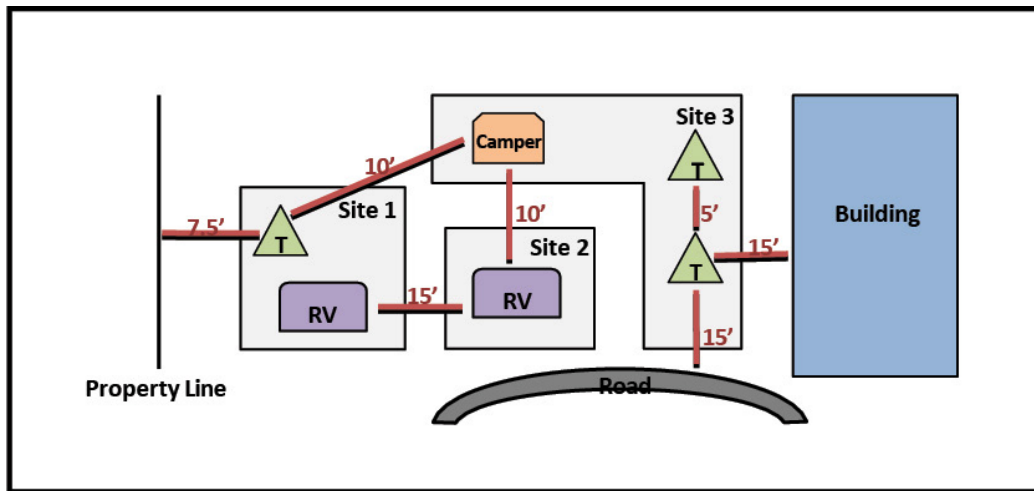 Site 3
Camper
T
10'
Site 1
7.5'
T
10'
5'
Building
Site 2
T
15'
RV
15'
RV
15'
Road
Property Line